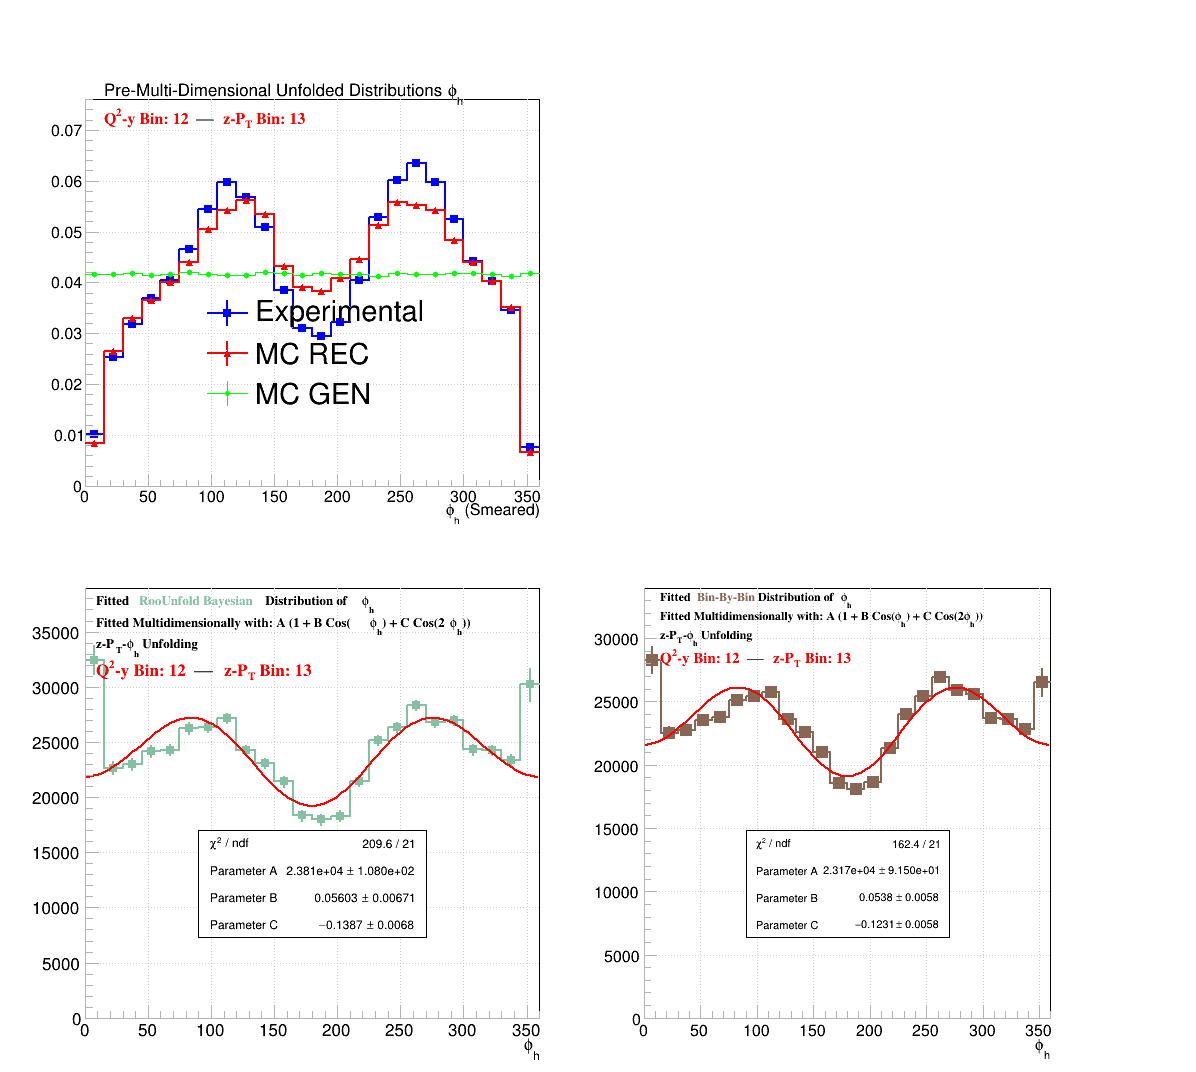 Pre-Multi-Dimensional Unfolded Distributions ϕh
Q2-y Bin: 12 — z-PT Bin: 13
0.07
0.06
0.05
0.04
0.03
0.02
0.01
0
Experimental
MC REC
MC GEN
0 50 100 150 200 250 300 350
ϕh (Smeared)
Fitted RooUnfold Bayesian Distribution of ϕh
Fitted Multidimensionally with: A (1 + B Cos( ϕh) + C Cos(2 ϕh))
z-PT-ϕh Unfolding
Q2-y Bin: 12 — z-PT Bin: 13
35000
30000
25000
20000
15000
10000
5000
0
χ2 / ndf 209.6 / 21
Parameter A 2.381e+04 ± 1.080e+02
Parameter B 0.05603 ± 0.00671
Parameter C −0.1387 ± 0.0068
0 50 100 150 200 250 300 350
ϕh
Fitted Bin-By-Bin Distribution of ϕh
Fitted Multidimensionally with: A (1 + B Cos(ϕh) + C Cos(2ϕh))
z-PT-ϕh Unfolding
Q2-y Bin: 12 — z-PT Bin: 13
30000
25000
20000
15000
10000
5000
0
χ2 / ndf 162.4 / 21
Parameter A 2.317e+04 ± 9.150e+01
Parameter B 0.0538 ± 0.0058
Parameter C −0.1231 ± 0.0058
0 50 100 150 200 250 300 350
ϕh